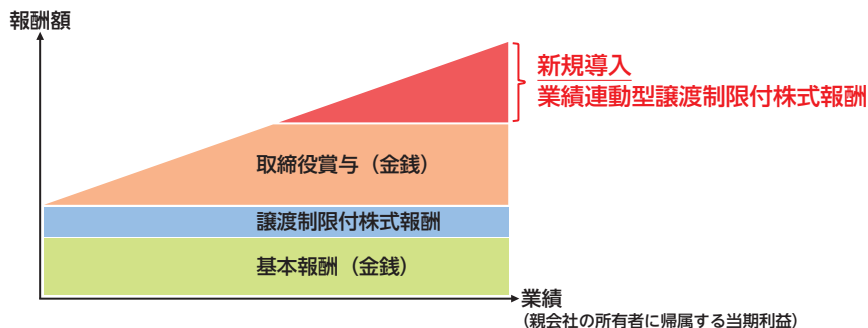 報酬額
新規導入
業績連動型譲渡制限付株式報酬
取締役賞与（金銭）
譲渡制限付株式報酬
基本報酬（金銭）
業績
（親会社の所有者に帰属する当期利益）